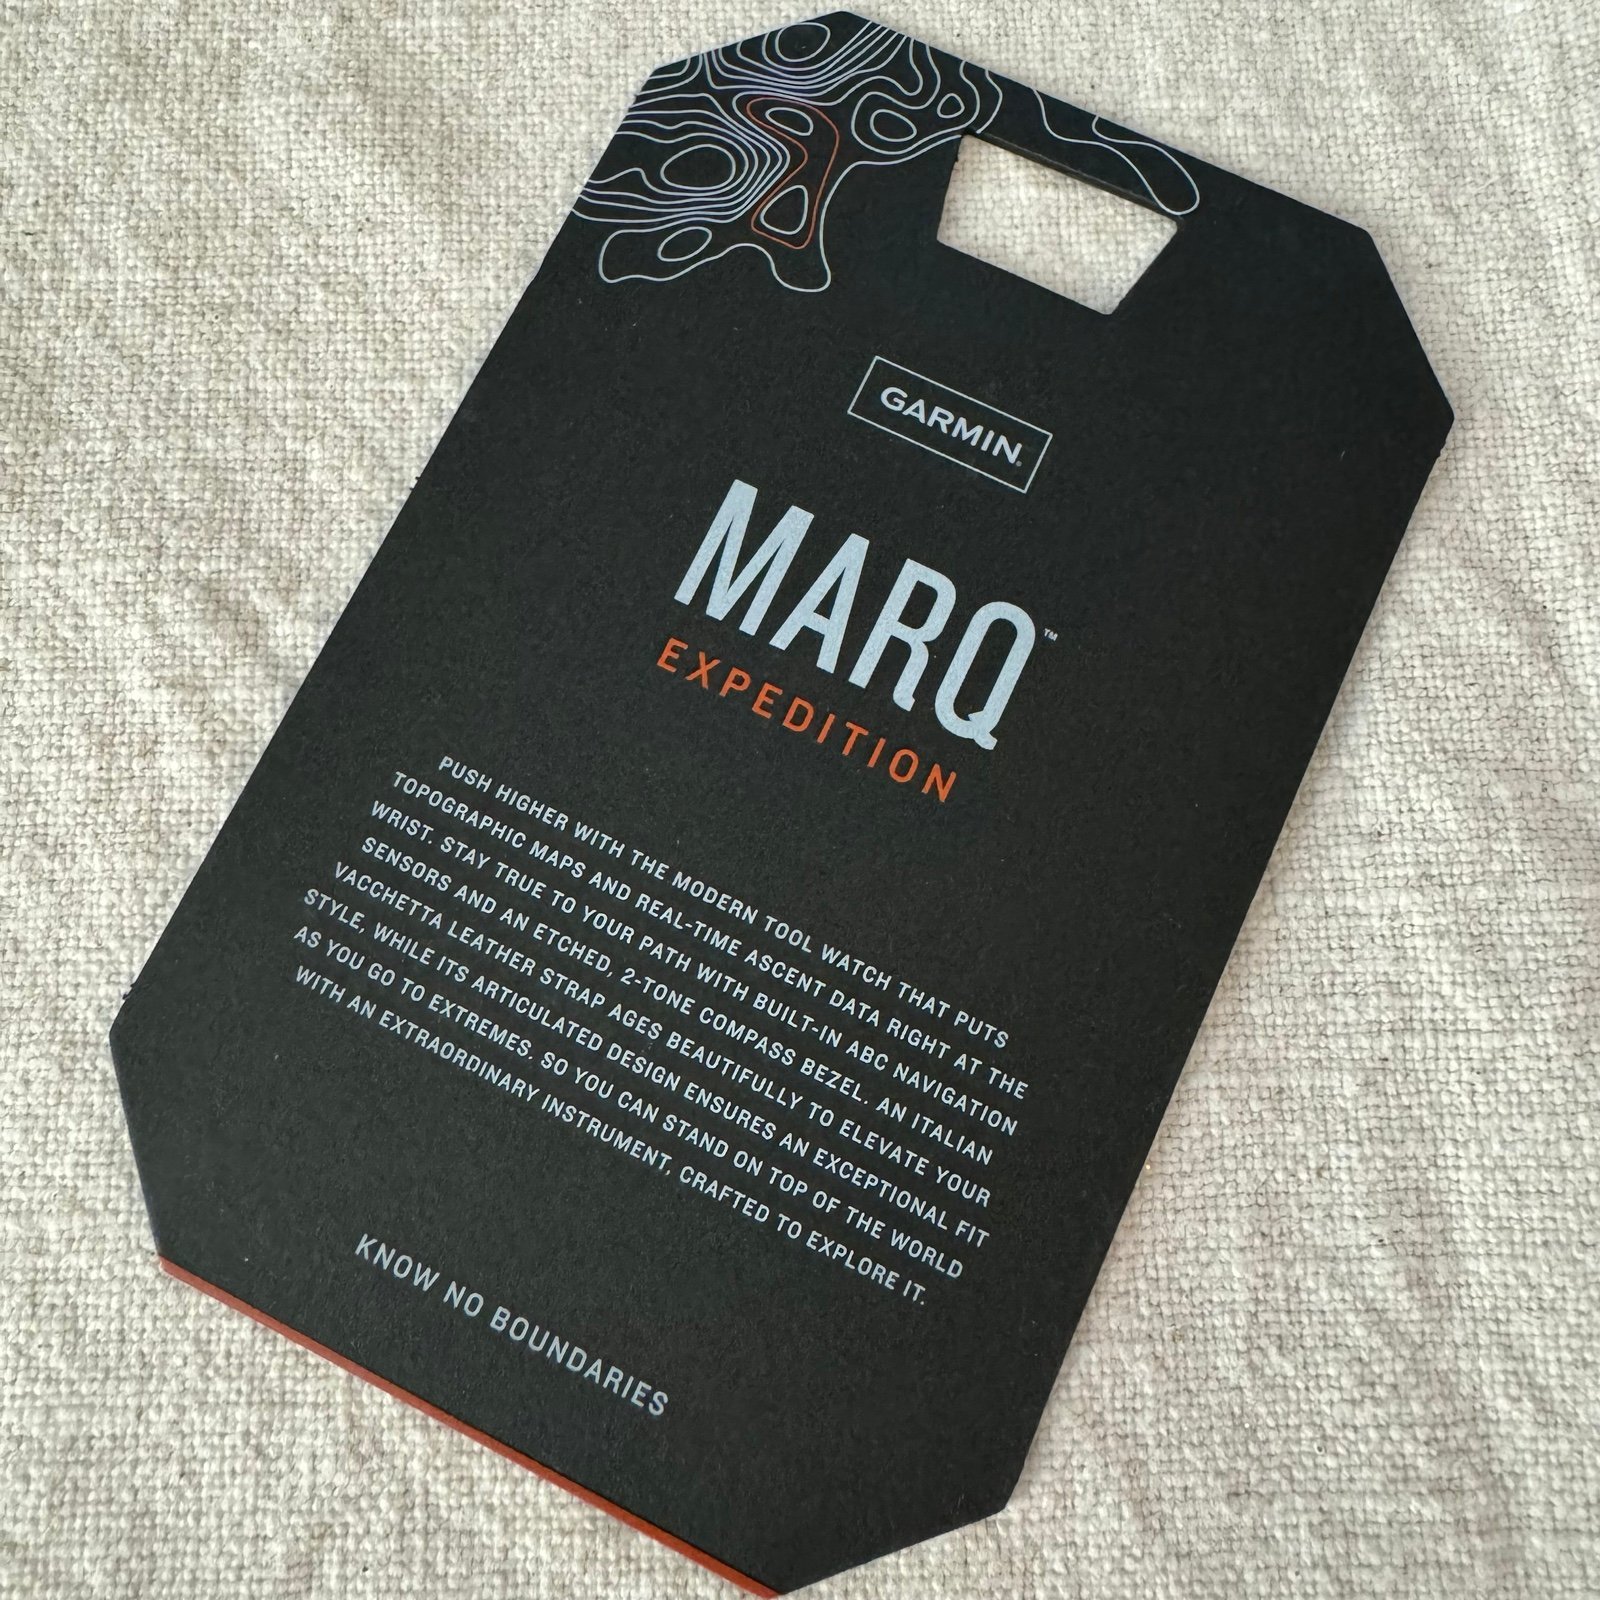 GARMIN.
MARQ™
EXPEDITION
PUSH HIGHER WITH THE MODERN TOOL WATCH THAT PUTS
TOPOGRAPHIC MAPS AND REAL-TIME ASCENT DATA RIGHT AT THE
WRIST. STAY TRUE TO YOUR PATH WITH BUILT-IN ABC NAVIGATION
SENSORS AND AN ETCHED, 2-TONE COMPASS BEZEL. AN ITALIAN
VACCHETTA LEATHER STRAP AGES BEAUTIFULLY TO ELEVATE YOUR
STYLE, WHILE ITS ARTICULATED DESIGN ENSURES AN EXCEPTIONAL FIT
AS YOU GO TO EXTREMES. SO YOU CAN STAND ON TOP OF THE WORLD
WITH AN EXTRAORDINARY INSTRUMENT, CRAFTED TO EXPLORE IT.
KNOW NO BOUNDARIES